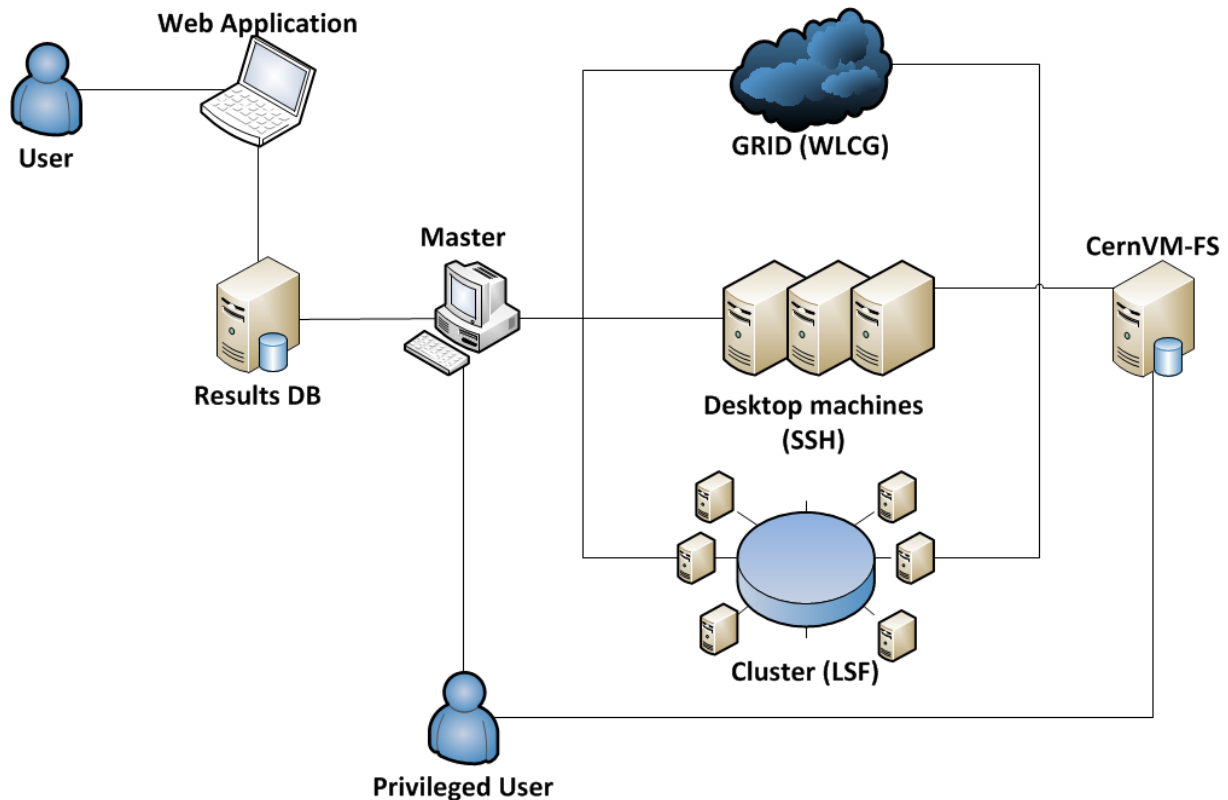 Web Application
User
GRID (WLCG)
Master
CernVM-FS
Results DB
Desktop machines
(SSH)
Cluster (LSF)
Privileged User